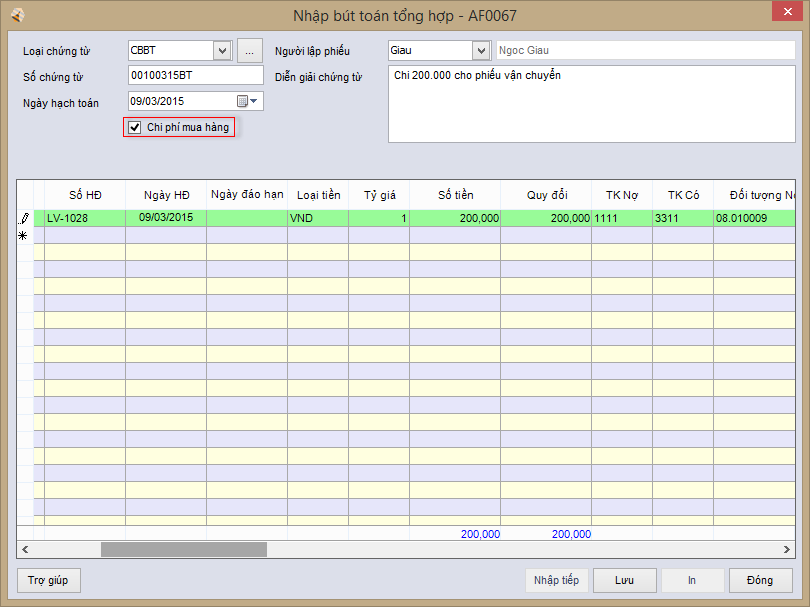 Nhập bút toán tổng hợp - AF0067
Loại chứng từ CBBT ... Người lập phiếu Giau Ngoc Giau
Số chứng từ 00100315BT Diễn giải chứng từ Chi 200.000 cho phiếu vận chuyển
Ngày hạch toán 09/03/2015
Chi phí mua hàng
Số HĐ Ngày HĐ Ngày đáo hạn Loại tiền Tỷ giá Số tiền Quy đổi TK Nợ TK Có Đối tượng Nợ
LV-1028 09/03/2015 VND 1 200,000 200,000 1111 3311 08.010009
200,000 200,000
Trợ giúp Nhập tiếp Lưu In Đóng